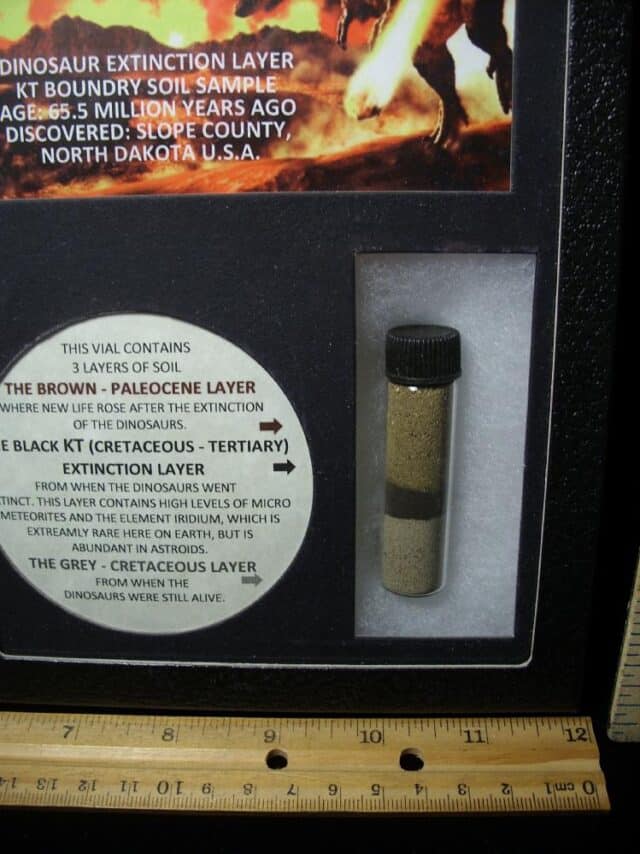 DINOSAUR EXTINCTION LAYER
KT BOUNDRY SOIL SAMPLE
AGE: 65.5 MILLION YEARS AGO
DISCOVERED: SLOPE COUNTY,
NORTH DAKOTA U.S.A.
THIS VIAL CONTAINS
3 LAYERS OF SOIL
THE BROWN - PALEOCENE LAYER
WHERE NEW LIFE ROSE AFTER THE EXTINCTION
OF THE DINOSAURS.
E BLACK KT (CRETACEOUS - TERTIARY)
EXTINCTION LAYER
FROM WHEN THE DINOSAURS WENT
TINCT. THIS LAYER CONTAINS HIGH LEVELS OF MICRO
METEORITES AND THE ELEMENT IRIDIUM, WHICH IS
EXTREAMLY RARE HERE ON EARTH, BUT IS
ABUNDANT IN ASTROIDS.
THE GREY - CRETACEOUS LAYER
FROM WHEN THE
DINOSAURS WERE STILL ALIVE.
7 8 9 10 11 12
14 13 12 11 10 9 8 7 6 5 4 3 2 1 cm 0